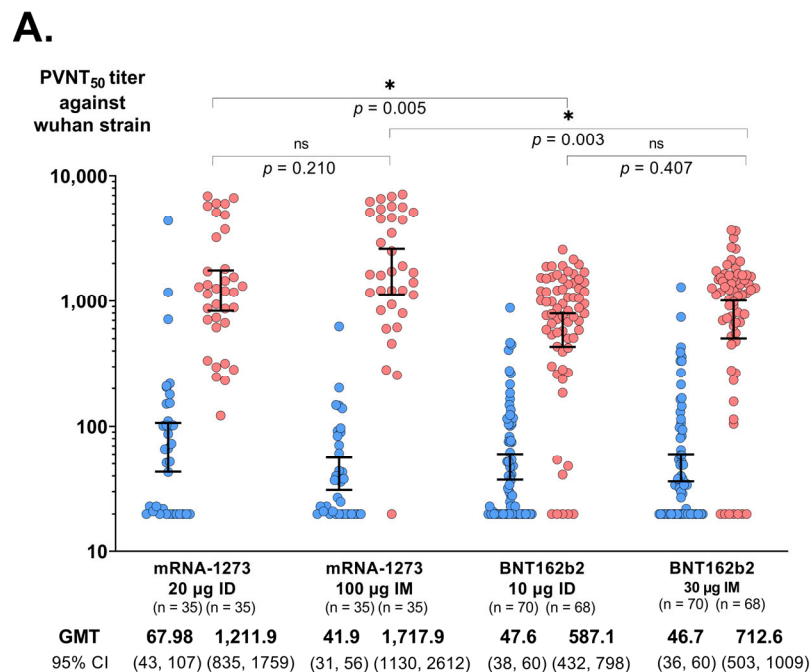 A.
PVNT50 titer
against
wuhan strain
*
p = 0.005
*
p = 0.003
ns
p = 0.210
ns
p = 0.407
10,000
1,000
100
10
mRNA-1273 mRNA-1273 BNT162b2 BNT162b2
20 µg ID 100 µg IM 10 µg ID 30 µg IM
(n = 35) (n = 35) (n = 35) (n = 35) (n = 70) (n = 68) (n = 70) (n = 68)
GMT 67.98 1,211.9 41.9 1,717.9 47.6 587.1 46.7 712.6
95% CI (43, 107) (835, 1759) (31, 56) (1130, 2612) (38, 60) (432, 798) (36, 60) (503, 1009)